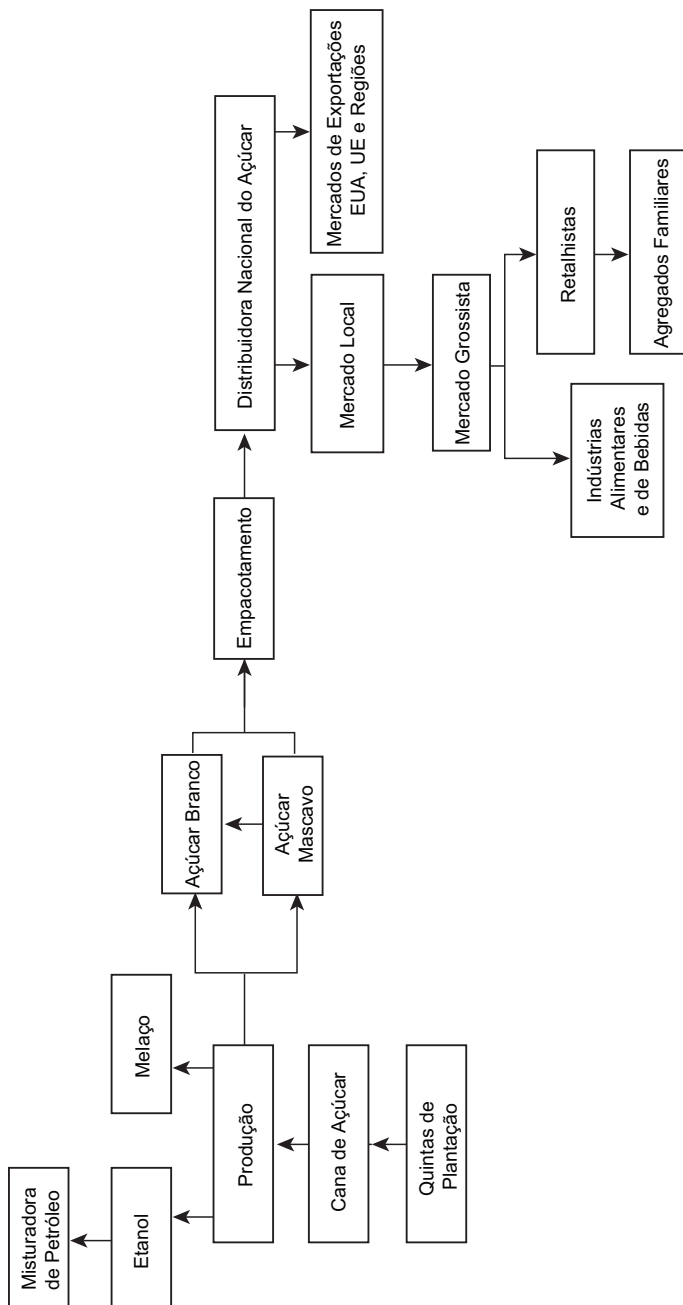 Misturadora
de Petróleo
Etanol
Melaço
Produção
Cana de Açúcar
Quintas de
Plantação
Açúcar Branco
Açúcar
Mascavo
Empacotamento
Distribuidora Nacional do Açúcar
Mercados de Exportações
EUA, UE e Regiões
Mercado Local
Mercado Grossista
Retalhistas
Agregados Familiares
Indústrias
Alimentares
e de Bebidas